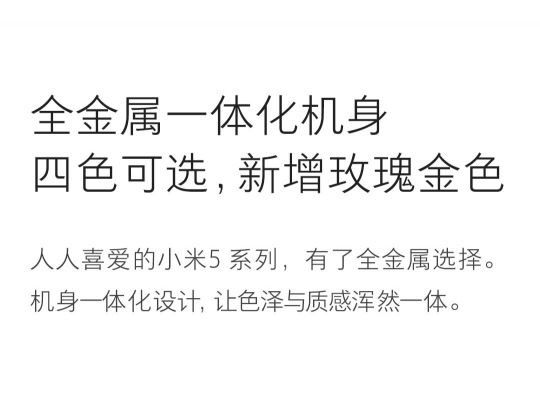 全金属一体化机身
四色可选，新增玫瑰金色
人人喜爱的小米5 系列，有了全金属选择。
机身一体化设计, 让色泽与质感浑然一体。